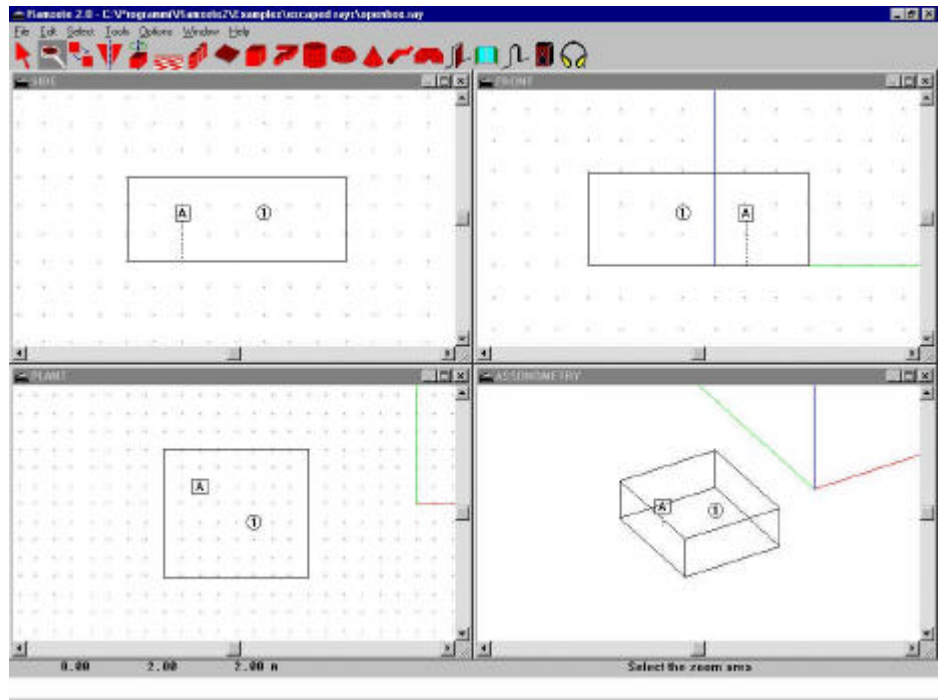 Ramsete 2.0 - C:\Programmi\Ramsete2\Examples\escaped rays\openbox.ray
File Edit Select Tools Options Window Help
SIDE
A 1
FRONT
1 A
PLANT
A
1
ASSONOMETRY
A 1
0.00 2.00 2.00 m
Select the zoom area